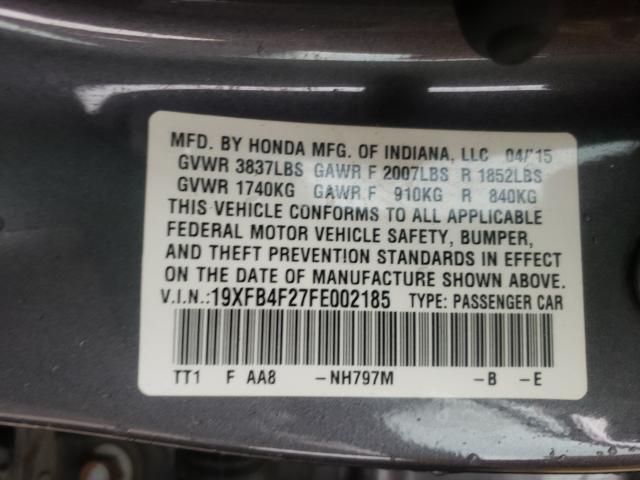 MFD. BY HONDA MFG. OF INDIANA, LLC 04/'15
GVWR 3837LBS GAWR F 2007LBS R 1852LBS
GVWR 1740KG GAWR F 910KG R 840KG
THIS VEHICLE CONFORMS TO ALL APPLICABLE
FEDERAL MOTOR VEHICLE SAFETY, BUMPER,
AND THEFT PREVENTION STANDARDS IN EFFECT
ON THE DATE OF MANUFACTURE SHOWN ABOVE.
V.I.N.:19XFB4F27FE002185 TYPE: PASSENGER CAR
TT1 F AA8 -NH797M -B -E